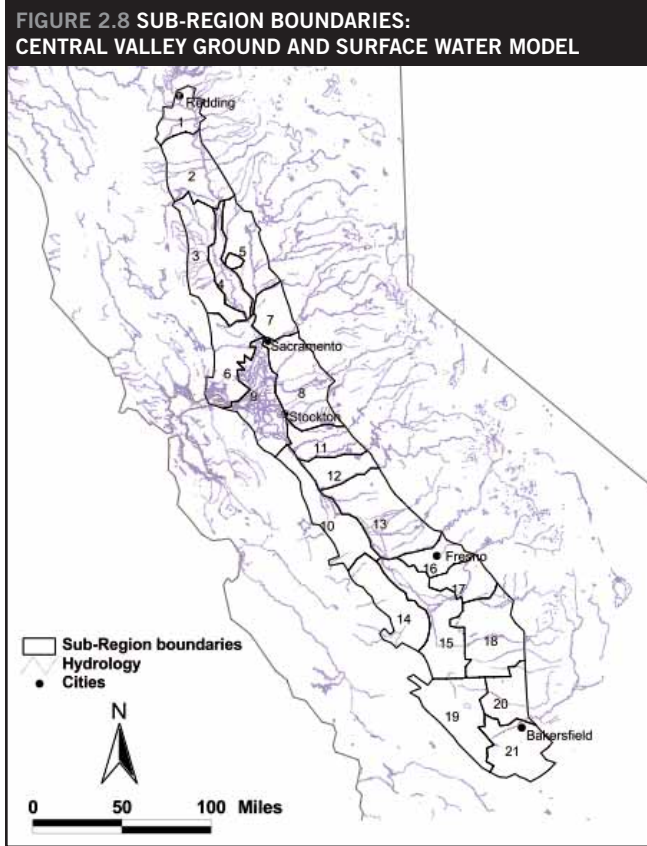 FIGURE 2.8 SUB-REGION BOUNDARIES:
CENTRAL VALLEY GROUND AND SURFACE WATER MODEL
Redding
1
2
3
5
4
7
Sacramento
6
9
8
Stockton
11
12
10
13
Fresno
16
17
14
15
18
19
20
Bakersfield
21
Sub-Region boundaries
Hydrology
Cities
N
0 50 100 Miles